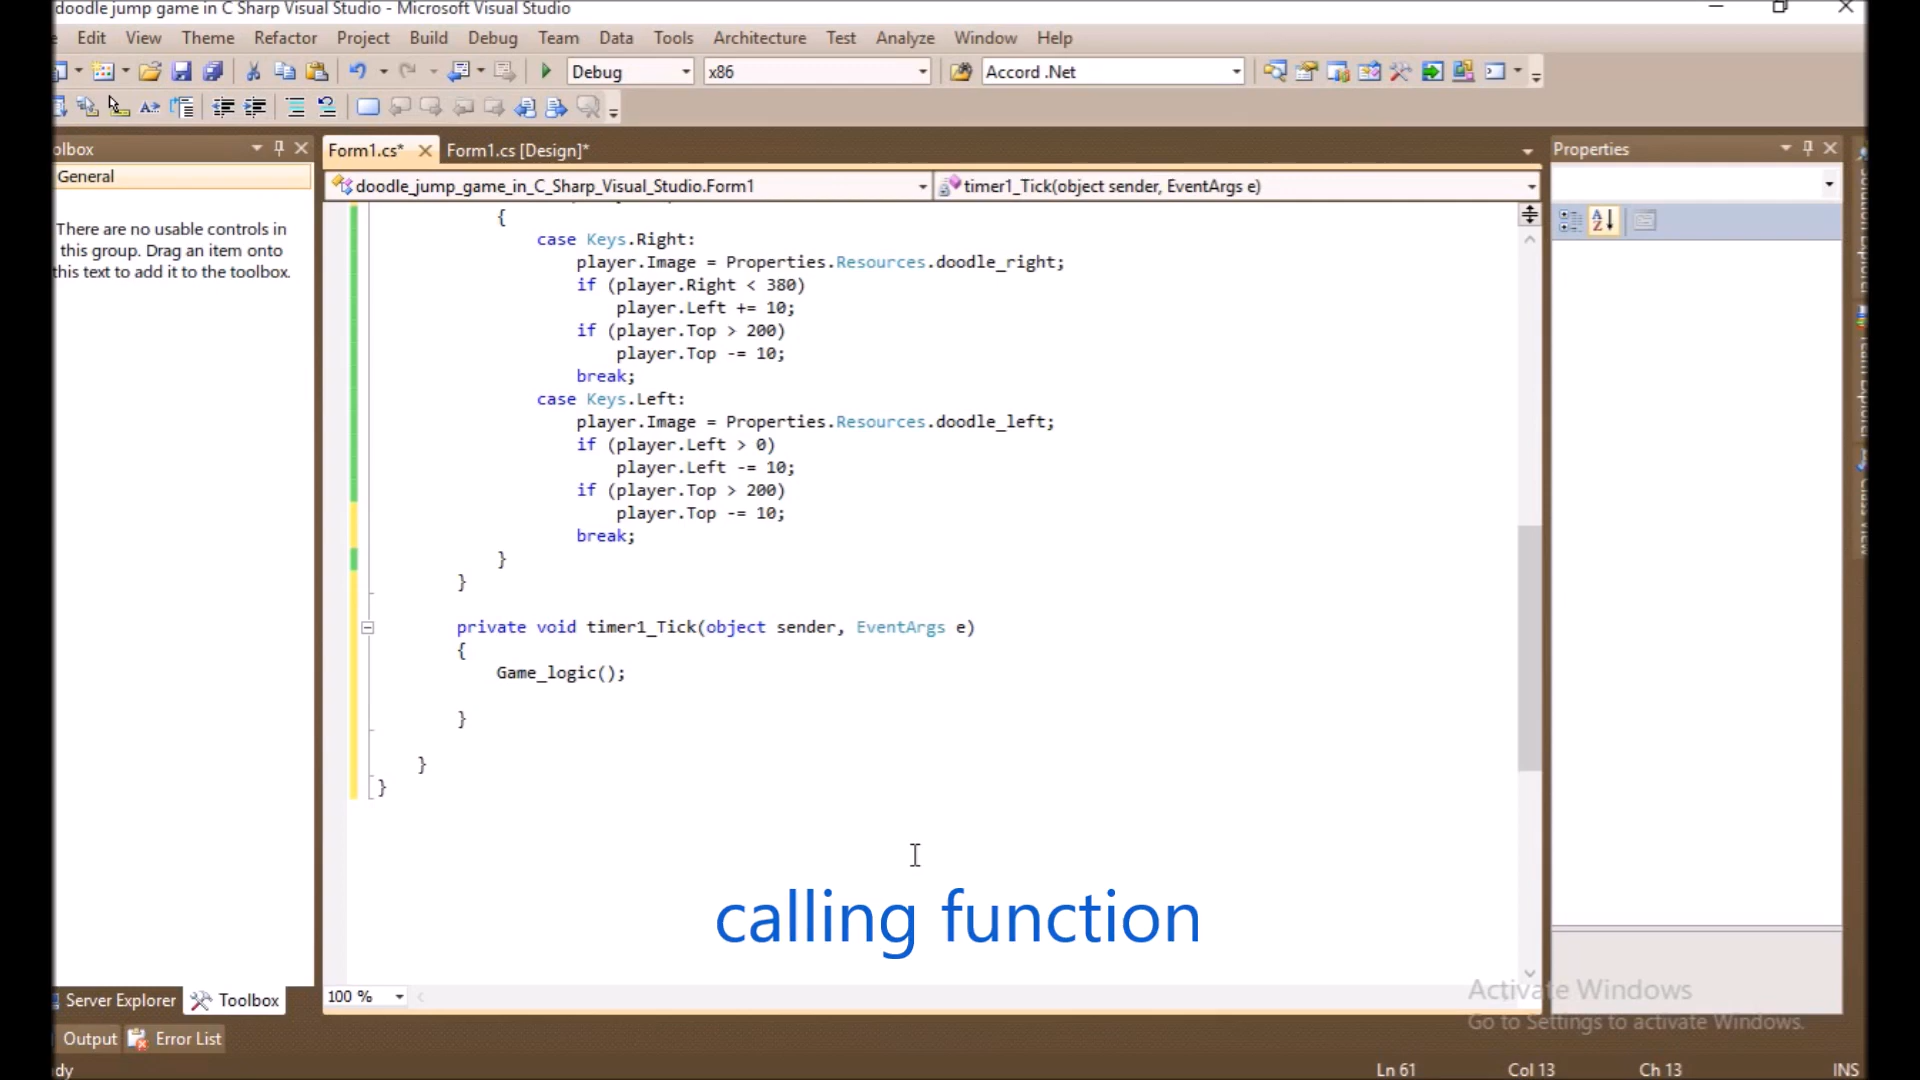 doodle jump game in C Sharp Visual Studio - Microsoft Visual Studio
Edit View Theme Refactor Project Build Debug Team Data Tools Architecture Test Analyze Window Help
Debug x86 Accord .Net
olbox
Form1.cs* Form1.cs [Design]*
Properties
General
doodle_jump_game_in_C_Sharp_Visual_Studio.Form1
timer1_Tick(object sender, EventArgs e)
There are no usable controls in
this group. Drag an item onto
this text to add it to the toolbox.
{
case Keys.Right:
player.Image = Properties.Resources.doodle_right;
if (player.Right < 380)
player.Left += 10;
if (player.Top > 200)
player.Top -= 10;
break;
case Keys.Left:
player.Image = Properties.Resources.doodle_left;
if (player.Left > 0)
player.Left -= 10;
if (player.Top > 200)
player.Top -= 10;
break;
}
}
private void timer1_Tick(object sender, EventArgs e)
{
Game_logic();
}
}
}
calling function
100 %
Activate Windows
Go to Settings to activate Windows.
Server Explorer Toolbox
Output Error List
dy
Ln 61 Col 13 Ch 13 INS